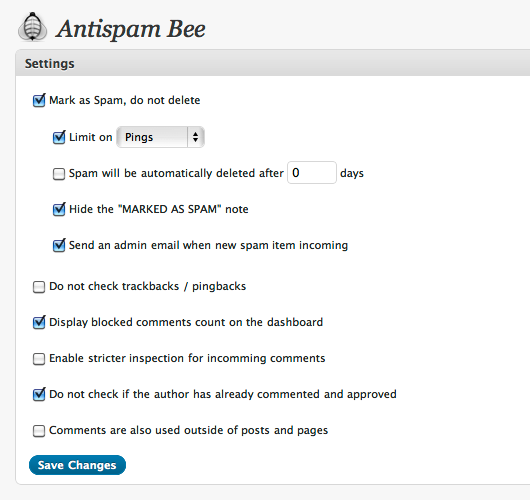 Antispam Bee
Settings
Mark as Spam, do not delete
Limit on Pings
Spam will be automatically deleted after 0 days
Hide the "MARKED AS SPAM" note
Send an admin email when new spam item incoming
Do not check trackbacks / pingbacks
Display blocked comments count on the dashboard
Enable stricter inspection for incomming comments
Do not check if the author has already commented and approved
Comments are also used outside of posts and pages
Save Changes